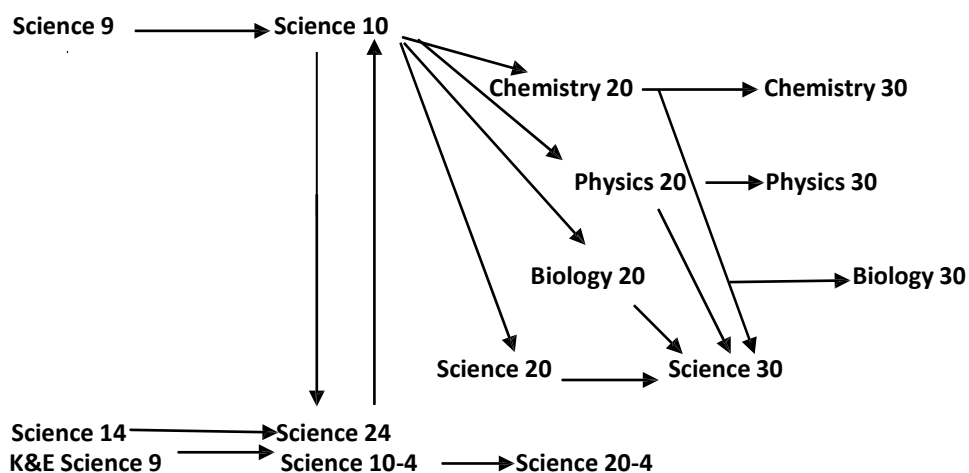 Science 9 Science 10
Chemistry 20 Chemistry 30
Physics 20 Physics 30
Biology 20 Biology 30
Science 20 Science 30
Science 14 Science 24
K&E Science 9 Science 10-4 Science 20-4